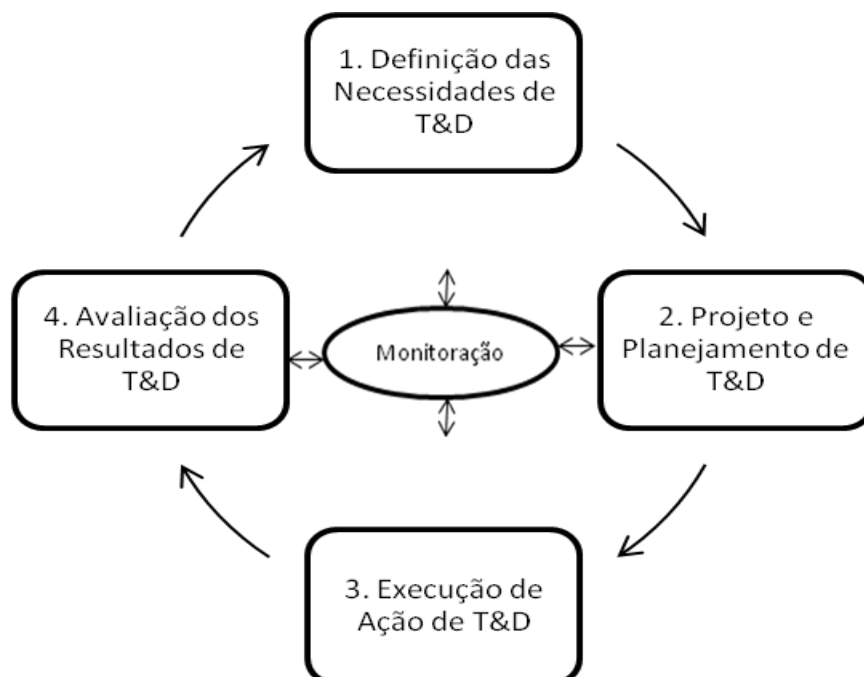 1. Definição das
Necessidades de
T&D
4. Avaliação dos
Resultados de
T&D
Monitoração
2. Projeto e
Planejamento de
T&D
3. Execução de
Ação de T&D